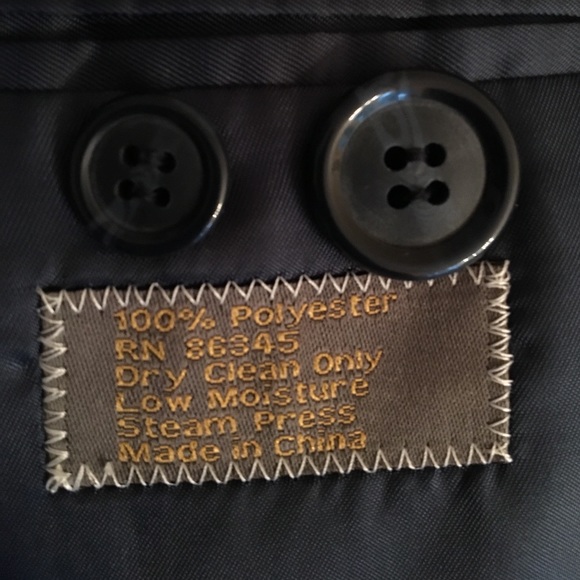 100% Polyester
RN 86345
Dry Clean Only
Low Moisture
Steam Press
Made in China